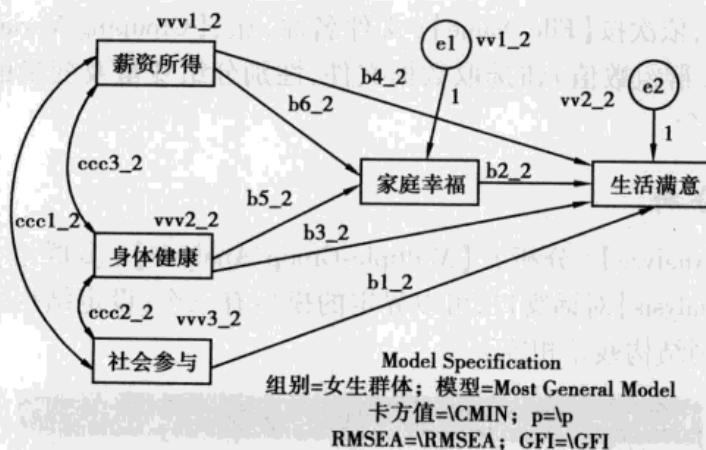 vvv1_2
薪资所得
e1
vv1_2
b4_2
vv2_2
e2
b6_2
1
1
ccc3_2
家庭幸福
b2_2
生活满意
b5_2
ccc1_2
vvv2_2
身体健康
b3_2
b1_2
ccc2_2
vvv3_2
社会参与
Model Specification
组别=女生群体；模型=Most General Model
卡方值=\CMIN；p=\p
RMSEA=\RMSEA；GFI=\GFI